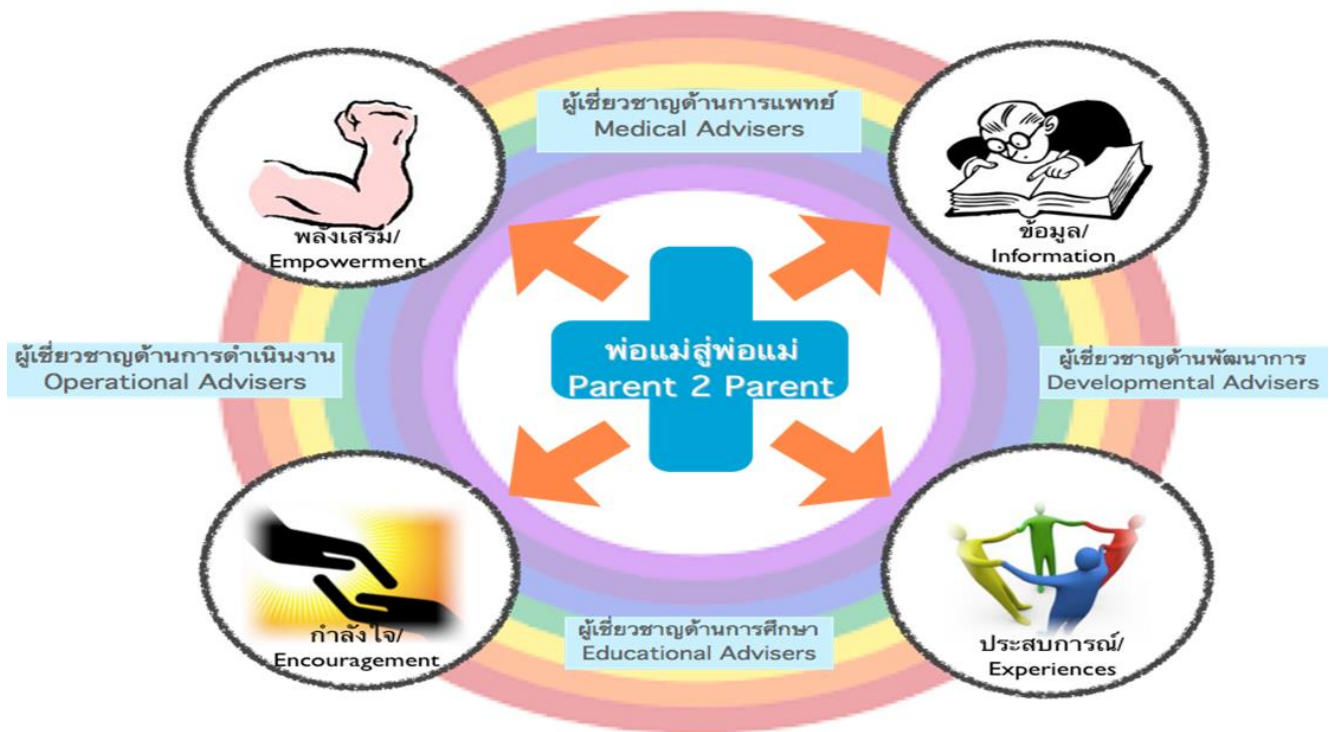 ผู้เชี่ยวชาญด้านการแพทย์
Medical Advisers
พลังเสริม/
Empowerment
ข้อมูล/
Information
ผู้เชี่ยวชาญด้านการดำเนินงาน
Operational Advisers
พ่อแม่สู่พ่อแม่
Parent 2 Parent
ผู้เชี่ยวชาญด้านพัฒนาการ
Developmental Advisers
กำลังใจ/
Encouragement
ผู้เชี่ยวชาญด้านการศึกษา
Educational Advisers
ประสบการณ์/
Experiences